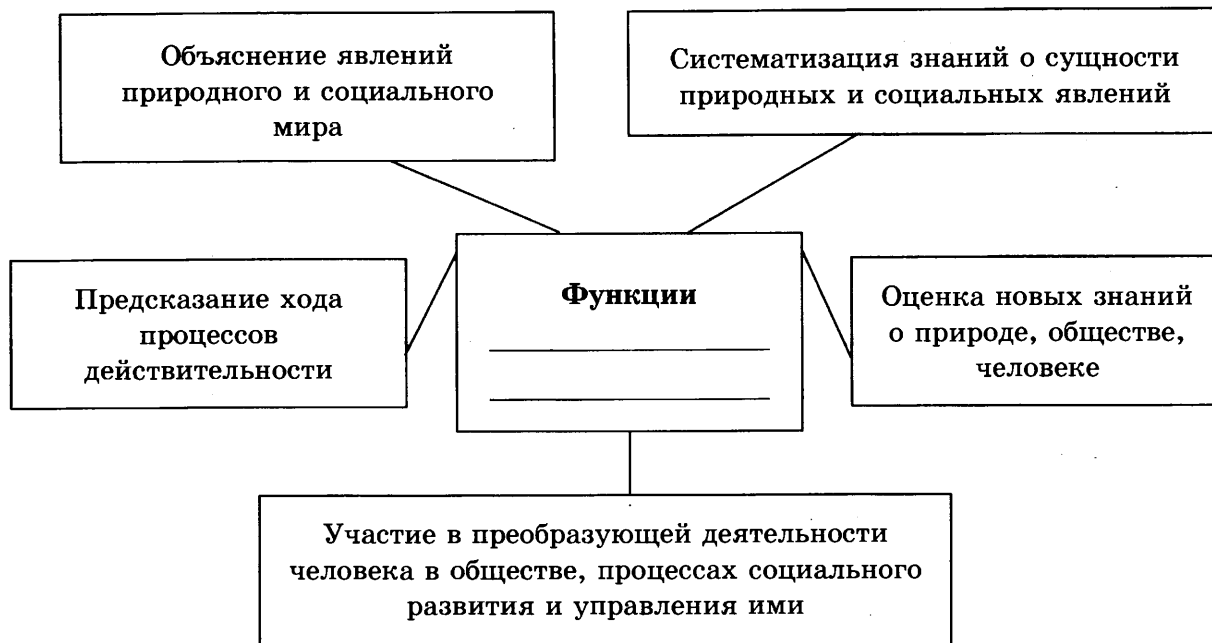 Объяснение явлений
природного и социального
мира
Систематизация знаний о сущности
природных и социальных явлений
Предсказание хода
процессов
действительности
Функции
Оценка новых знаний
о природе, обществе,
человеке
Участие в преобразующей деятельности
человека в обществе, процессах социального
развития и управления ими